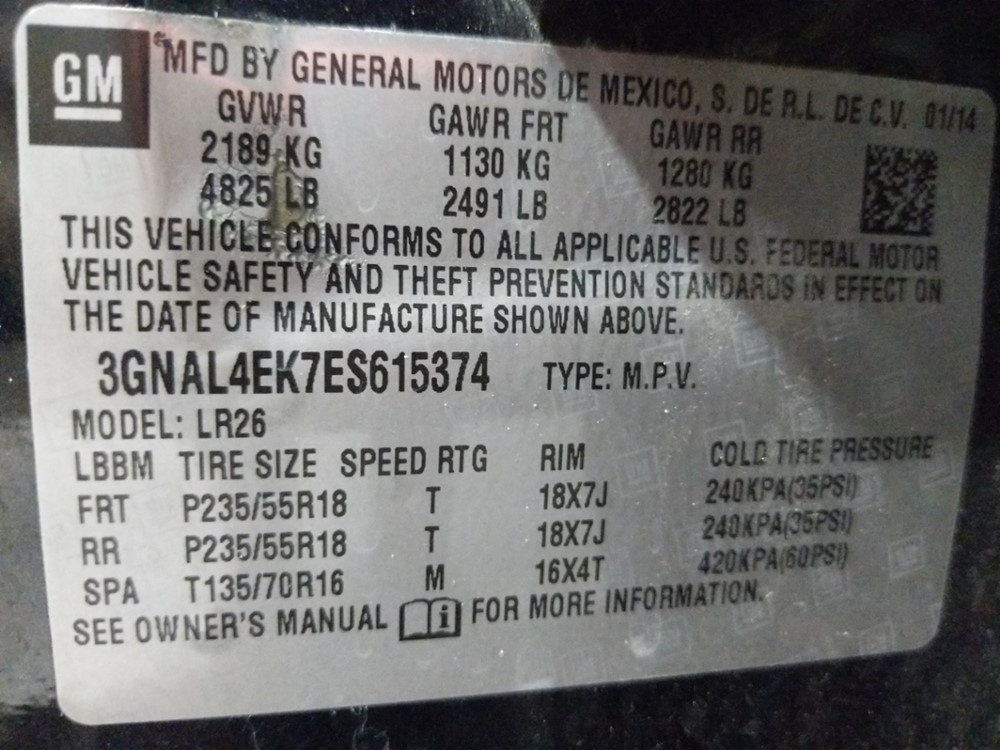 GM
MFD BY GENERAL MOTORS DE MEXICO, S. DE R.L. DE C.V. 01/14
GVWR GAWR FRT GAWR RR
2189 KG 1130 KG 1280 KG
4825 LB 2491 LB 2822 LB
THIS VEHICLE CONFORMS TO ALL APPLICABLE U.S. FEDERAL MOTOR
VEHICLE SAFETY AND THEFT PREVENTION STANDARDS IN EFFECT ON
THE DATE OF MANUFACTURE SHOWN ABOVE.
3GNAL4EK7ES615374 TYPE: M.P.V.
MODEL: LR26
LBBM TIRE SIZE SPEED RTG RIM COLD TIRE PRESSURE
FRT P235/55R18 T 18X7J 240KPA(35PSI)
RR P235/55R18 T 18X7J 240KPA(35PSI)
SPA T135/70R16 M 16X4T 420KPA(60PSI)
SEE OWNER'S MANUAL i FOR MORE INFORMATION.